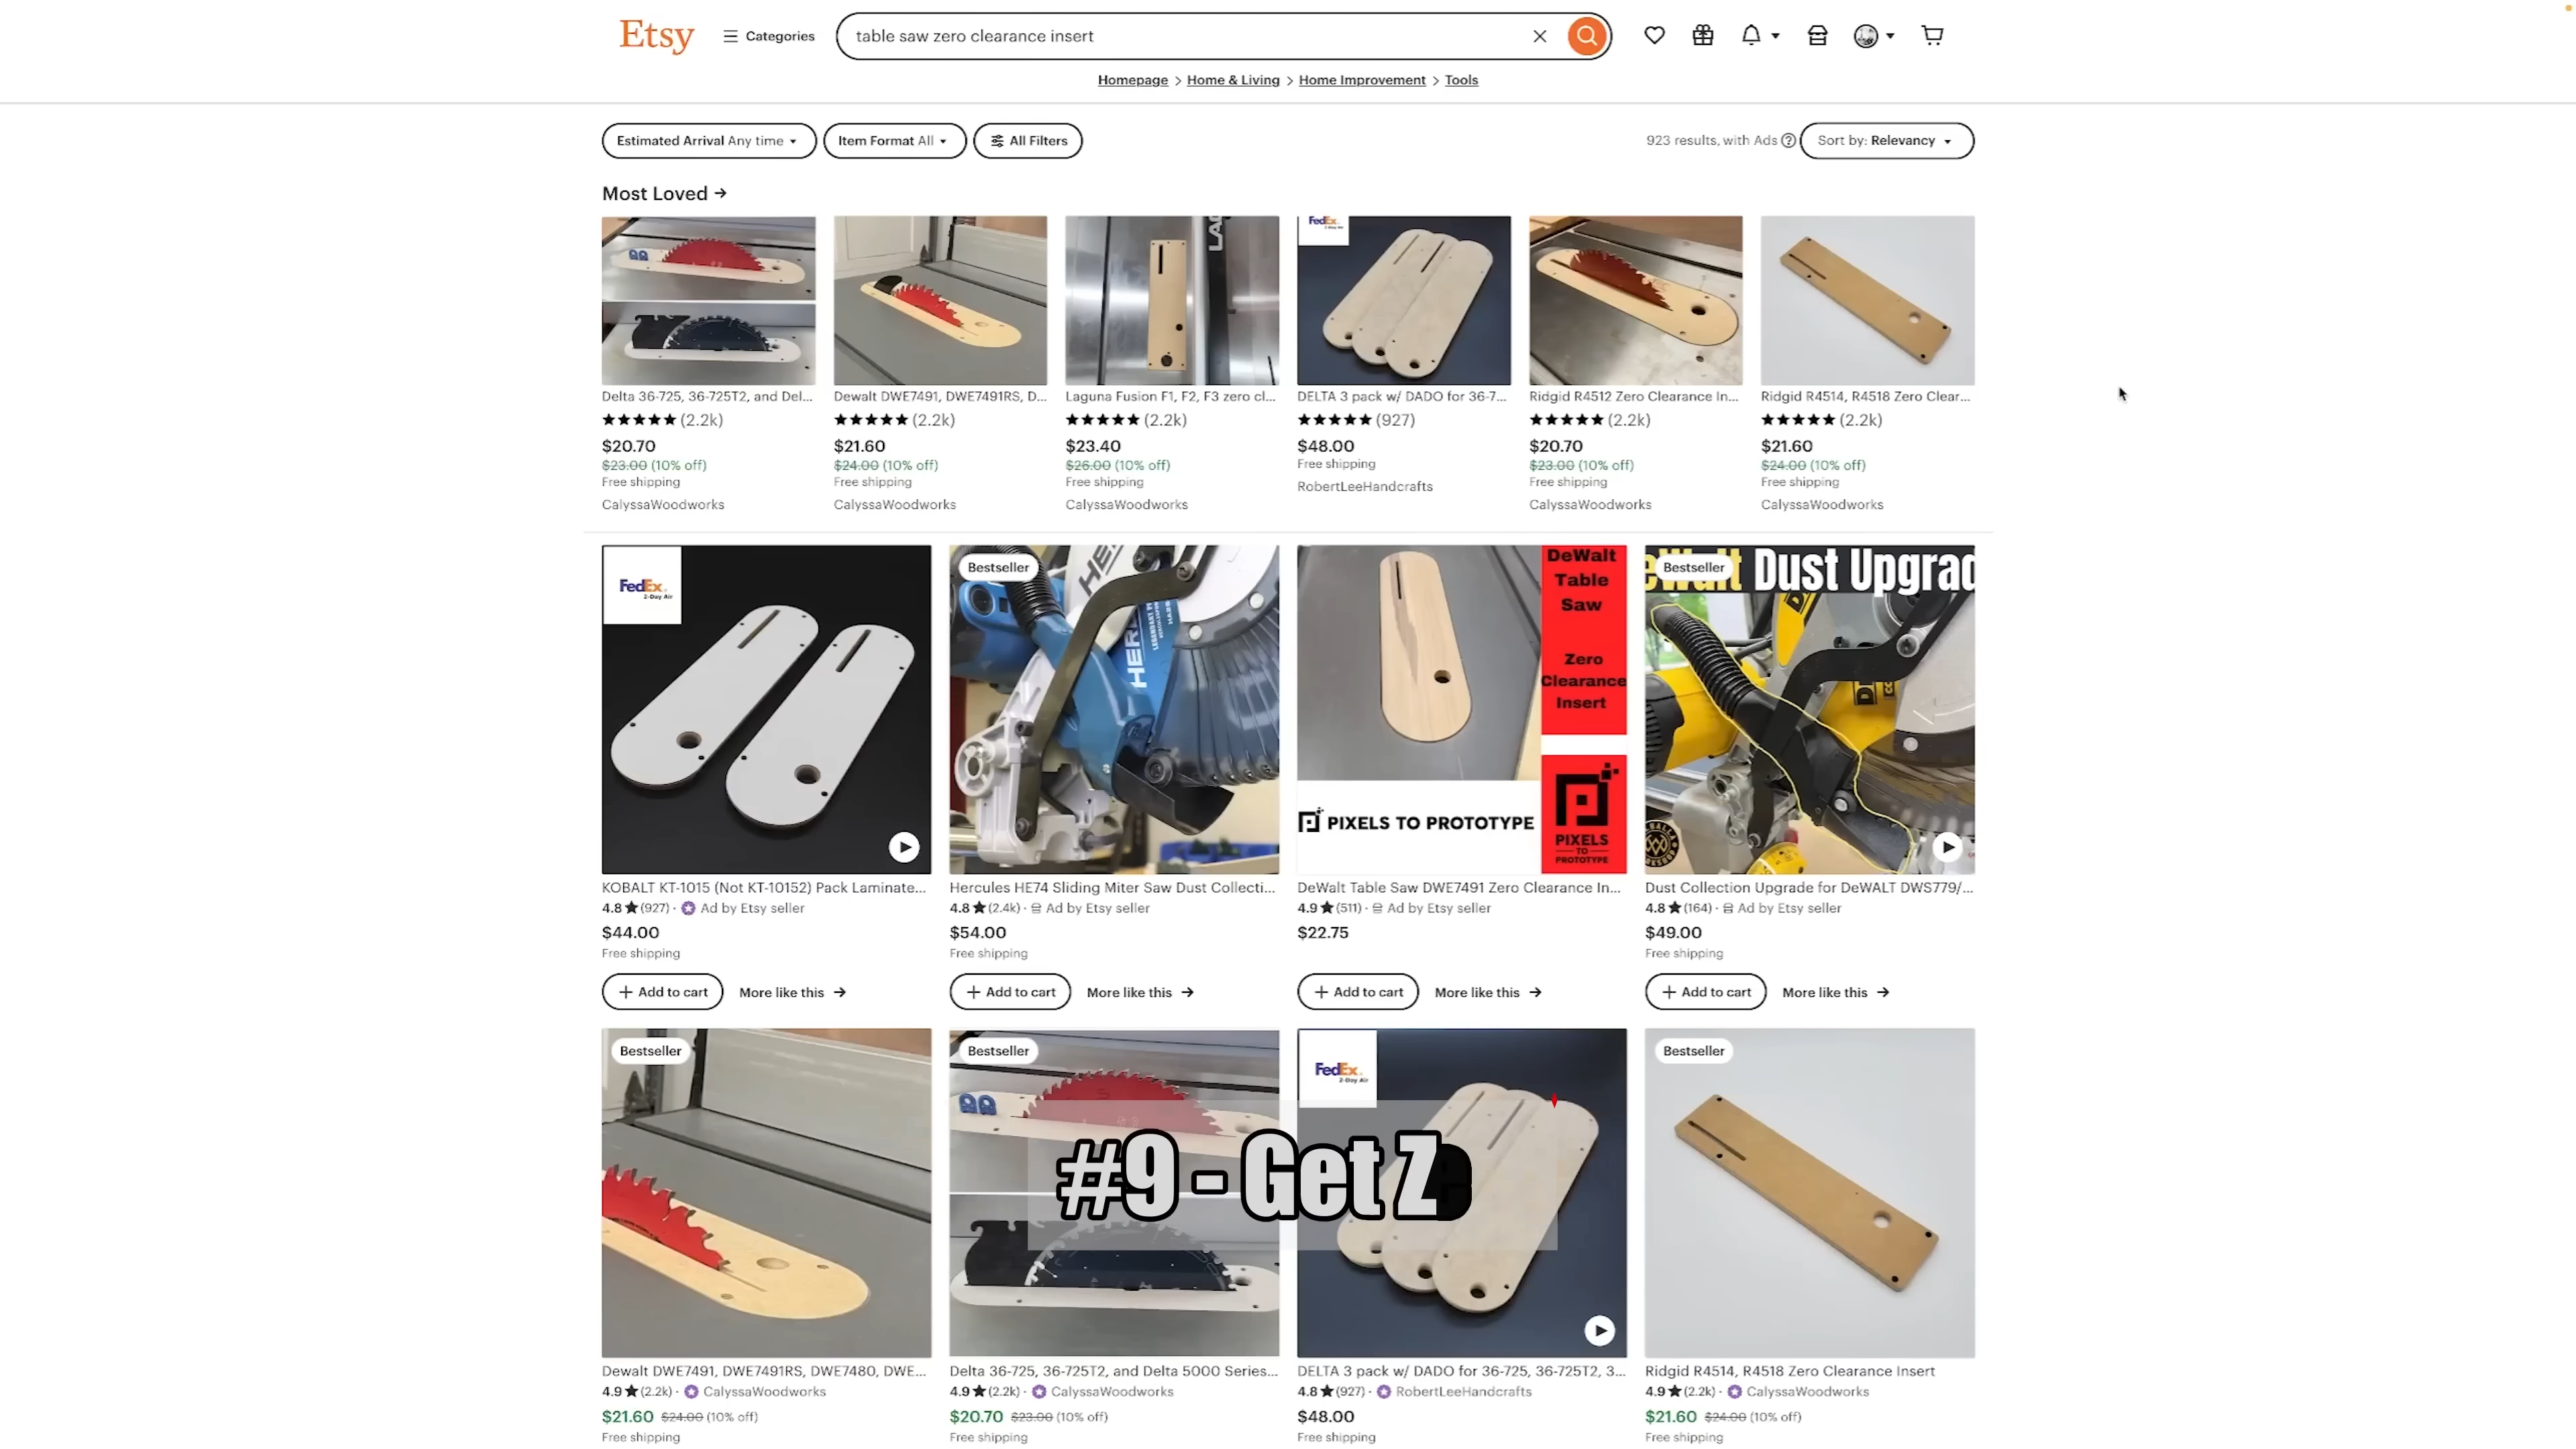 Etsy
Categories
table saw zero clearance insert
Homepage > Home & Living > Home Improvement > Tools
Estimated Arrival Any time
Item Format All
All Filters
923 results, with Ads
Sort by: Relevancy
Most Loved
FedEx
LAG
Delta 36-725, 36-725T2, and Del...
(2.2k)
$20.70
$23.00 (10% off)
Free shipping
CalyssaWoodworks
Dewalt DWE7491, DWE7491RS, D...
(2.2k)
$21.60
$24.00 (10% off)
Free shipping
CalyssaWoodworks
Laguna Fusion F1, F2, F3 zero cl...
(2.2k)
$23.40
$26.00 (10% off)
Free shipping
CalyssaWoodworks
DELTA 3 pack w/ DADO for 36-7...
(927)
$48.00
Free shipping
RobertLeeHandcrafts
Ridgid R4512 Zero Clearance In...
(2.2k)
$20.70
$23.00 (10% off)
Free shipping
CalyssaWoodworks
Ridgid R4514, R4518 Zero Clear...
(2.2k)
$21.60
$24.00 (10% off)
Free shipping
CalyssaWoodworks
FedEx
2-Day Air
Bestseller
HERC
DeWalt
Table
Saw
Zero
Clearance
Insert
PIXELS TO PROTOTYPE
PIXELS
TO
PROTOTYPE
Bestseller
DeWalt Dust Upgrad
KOBALT KT-1015 (Not KT-10152) Pack Laminate...
4.8 (927) · Ad by Etsy seller
$44.00
Free shipping
Add to cart
More like this
Hercules HE74 Sliding Miter Saw Dust Collecti...
4.8 (2.4k) · Ad by Etsy seller
$54.00
Free shipping
Add to cart
More like this
DeWalt Table Saw DWE7491 Zero Clearance In...
4.9 (511) · Ad by Etsy seller
$22.75
Add to cart
More like this
Dust Collection Upgrade for DeWALT DWS779/...
4.8 (164) · Ad by Etsy seller
$49.00
Free shipping
Add to cart
More like this
Bestseller
Bestseller
FedEx
2-Day Air
Bestseller
#9 - Get Ze
Dewalt DWE7491, DWE7491RS, DWE7480, DWE...
4.9 (2.2k) · CalyssaWoodworks
$21.60 $24.00 (10% off)
Free shipping
Delta 36-725, 36-725T2, and Delta 5000 Series...
4.9 (2.2k) · CalyssaWoodworks
$20.70 $23.00 (10% off)
Free shipping
DELTA 3 pack w/ DADO for 36-725, 36-725T2, 3...
4.8 (927) · RobertLeeHandcrafts
$48.00
Free shipping
Ridgid R4514, R4518 Zero Clearance Insert
4.9 (2.2k) · CalyssaWoodworks
$21.60 $24.00 (10% off)
Free shipping